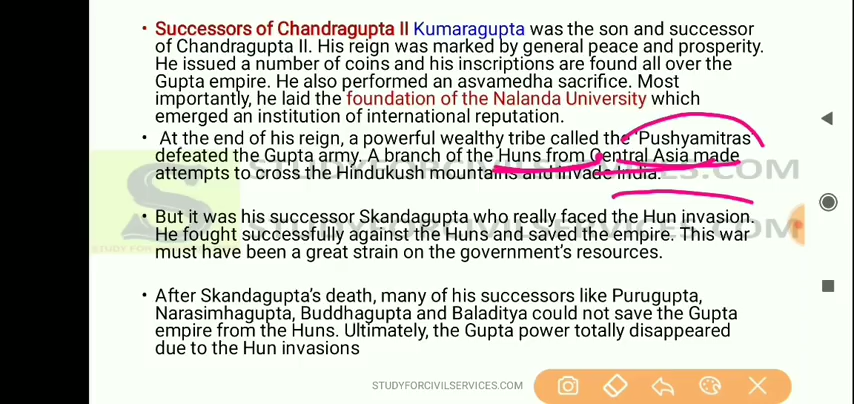 • Successors of Chandragupta II Kumaragupta was the son and successor
of Chandragupta II. His reign was marked by general peace and prosperity.
He issued a number of coins and his inscriptions are found all over the
Gupta empire. He also performed an asvamedha sacrifice. Most
importantly, he laid the foundation of the Nalanda University which
emerged an institution of international reputation.
• At the end of his reign, a powerful wealthy tribe called the 'Pushyamitras'
defeated the Gupta army. A branch of the Huns from Central Asia made
attempts to cross the Hindukush mountains and invade India.
• But it was his successor Skandagupta who really faced the Hun invasion.
He fought successfully against the Huns and saved the empire. This war
must have been a great strain on the government's resources.
• After Skandagupta's death, many of his successors like Purugupta,
Narasimhagupta, Buddhagupta and Baladitya could not save the Gupta
empire from the Huns. Ultimately, the Gupta power totally disappeared
due to the Hun invasions
STUDYFORCIVILSERVICES.COM